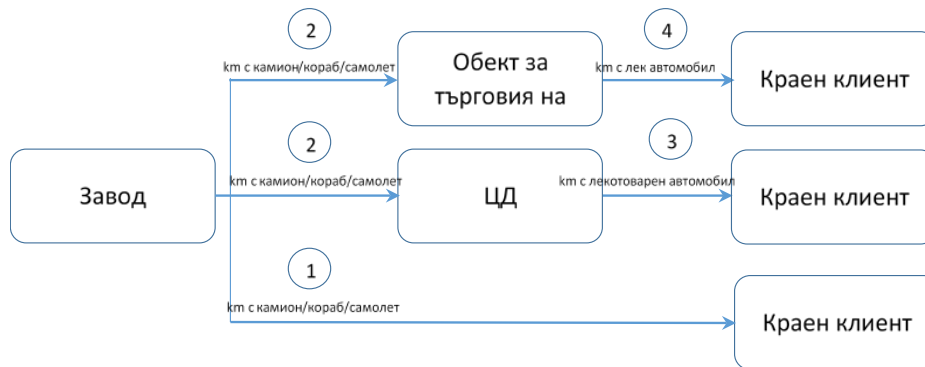 2
4
km с камион/кораб/самолет
Обект за
търговия на
km с лек автомобил
Краен клиент
2
3
Завод
km с камион/кораб/самолет
ЦД
km с лекотоварен автомобил
Краен клиент
1
km с камион/кораб/самолет
Краен клиент